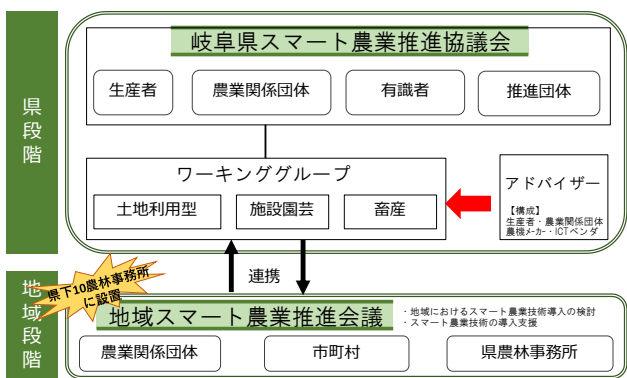 県段階
岐阜県スマート農業推進協議会
生産者
農業関係団体
有識者
推進団体
ワーキンググループ
土地利用型
施設園芸
畜産
アドバイザー
【構成】
生産者・農業関係団体
農機ﾒｰｶｰ・ICTベンダ
連携
県下10農林事務所
に設置
地域段階
地域スマート農業推進会議
・地域におけるスマート農業技術導入の検討
・スマート農業技術の導入支援
農業関係団体
市町村
県農林事務所